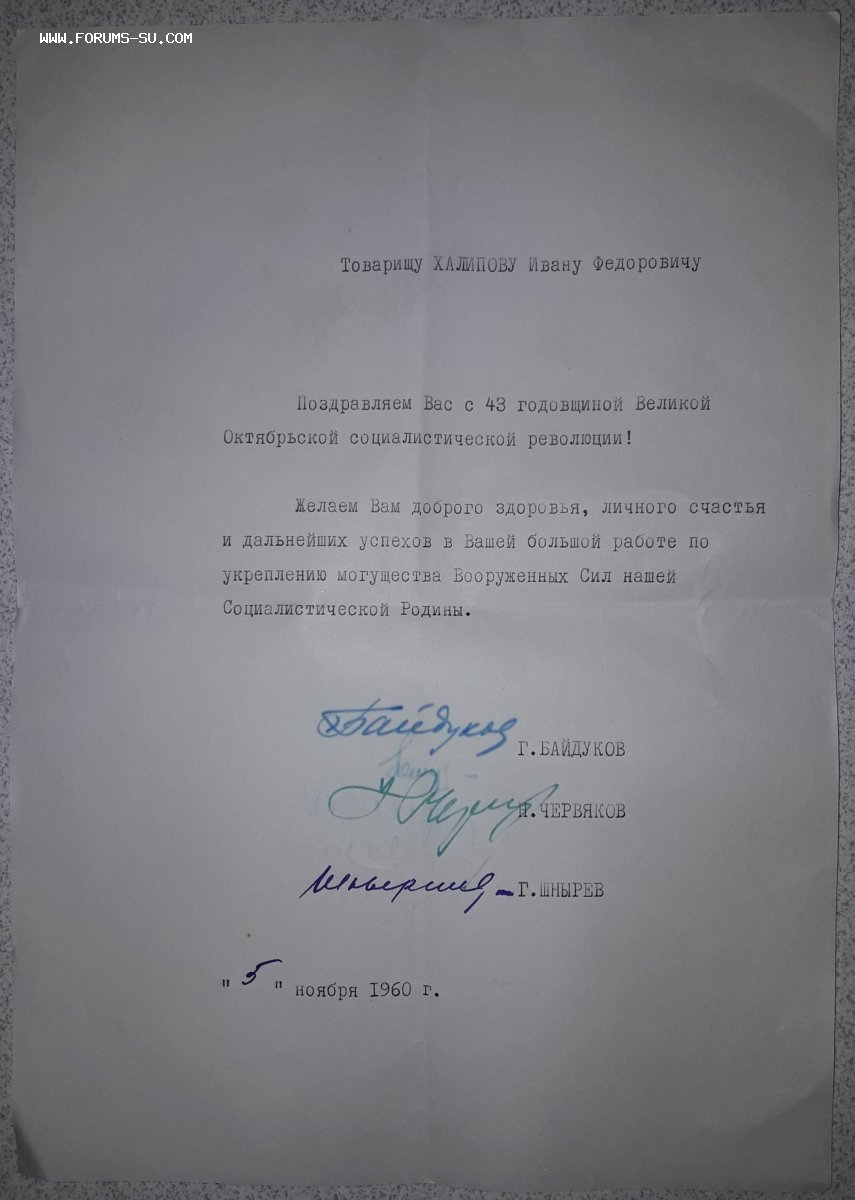 WWW.FORUMS-SU.COM
Товарищу ХАЛИПОВУ Ивану Федоровичу
Поздравляем Вас с 43 годовщиной Великой
Октябрьской социалистической революции!
Желаем Вам доброго здоровья, личного счастья
и дальнейших успехов в Вашей большой работе по
укреплению могущества Вооруженных Сил нашей
Социалистической Родины.
Байдуков Г.БАЙДУКОВ
Н.ЧЕРВЯКОВ
Г.ШНЫРЕВ
" 5 " ноября 1960 г.